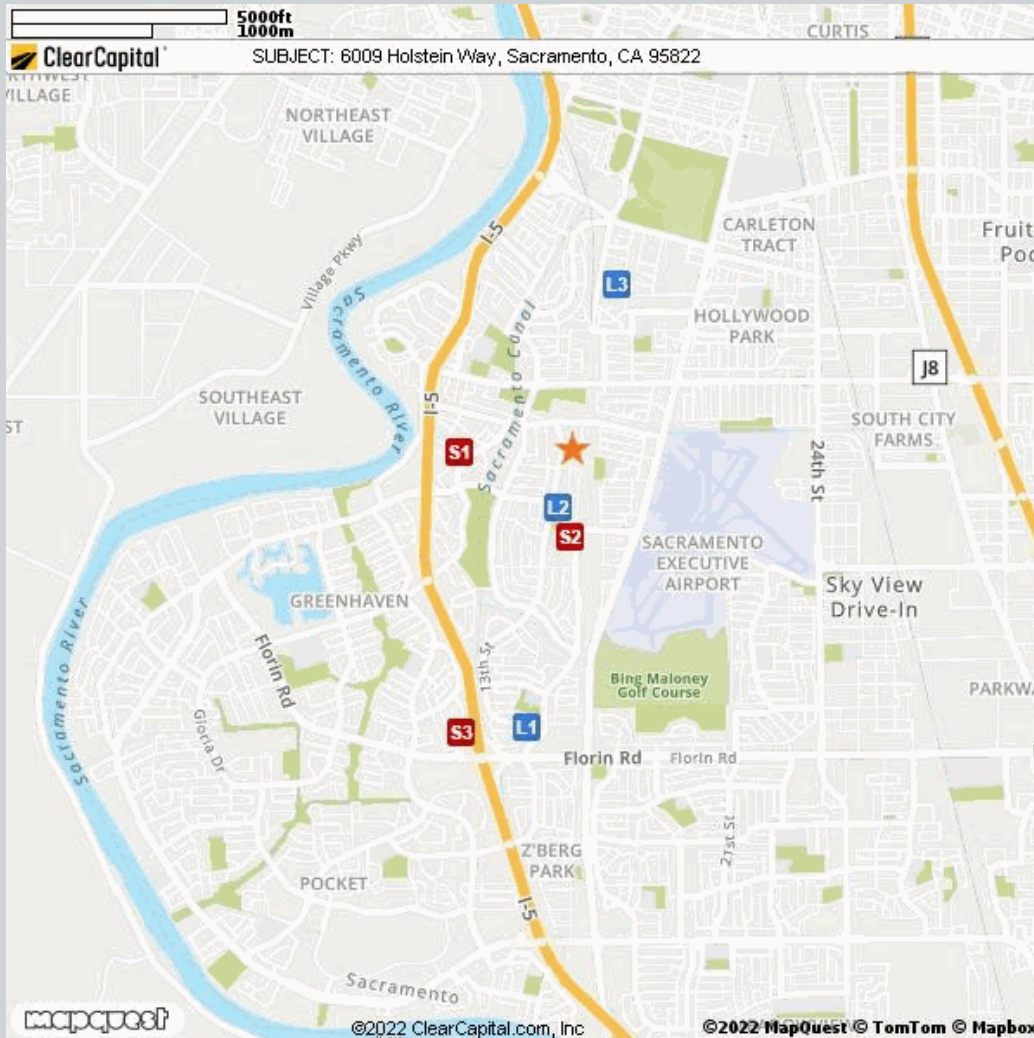 5000ft
1000m
CURTIS
ClearCapital
SUBJECT: 6009 Holstein Way, Sacramento, CA 95822
VILLAGE
NORTHEAST
VILLAGE
I-5
CARLETON
TRACT
Fruit
Poc
Village Pkwy
L3
Sacramento River
Sacramento Canal
HOLLYWOOD
PARK
J8
I-5
SOUTHEAST
VILLAGE
ST
SOUTH CITY
FARMS
S1
24th St
L2
S2
SACRAMENTO
EXECUTIVE
AIRPORT
Sky View
Drive-In
GREENHAVEN
Sacramento River
Florin Rd
13th St
Bing Maloney
Golf Course
PARKWA
Gloria Dr
S3
L1
Florin Rd
Florin Rd
21st St
Z'BERG
PARK
POCKET
I-5
Sacramento
mapquest
©2022 ClearCapital.com, Inc
©2022 MapQuest © TomTom © Mapbox